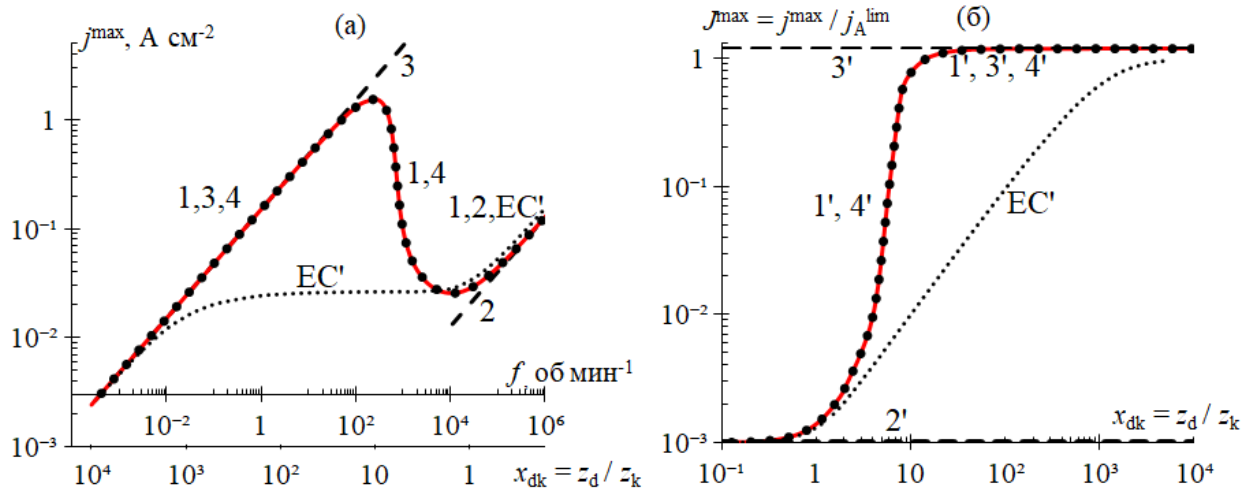 (а)
j^max, А см^-2
3
1
1,4
1,3,4
10^-1
1,2,EC'
EC'
10^-2
2
f, об мин^-1
10^-3
10^-2 1 10^2 10^4 10^6
10^4 10^3 10^2 10 1 x_dk = z_d / z_k
(б)
J^max = j^max / j_A^lim
1
3'
1', 3', 4'
10^-1
1', 4'
EC'
10^-2
2'
x_dk = z_d / z_k
10^-3
10^-1 1 10 10^2 10^3 10^4